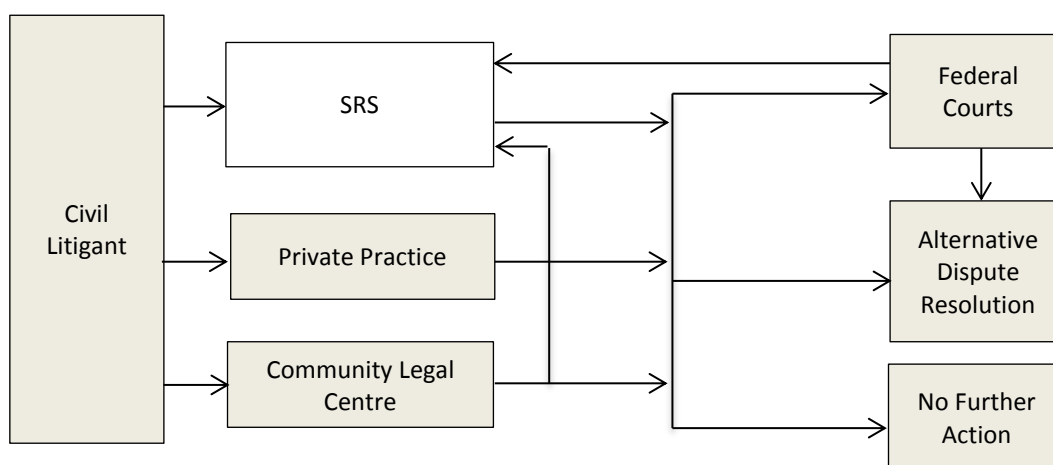 Civil
Litigant
SRS
Private Practice
Community Legal
Centre
Federal
Courts
Alternative
Dispute
Resolution
No Further
Action